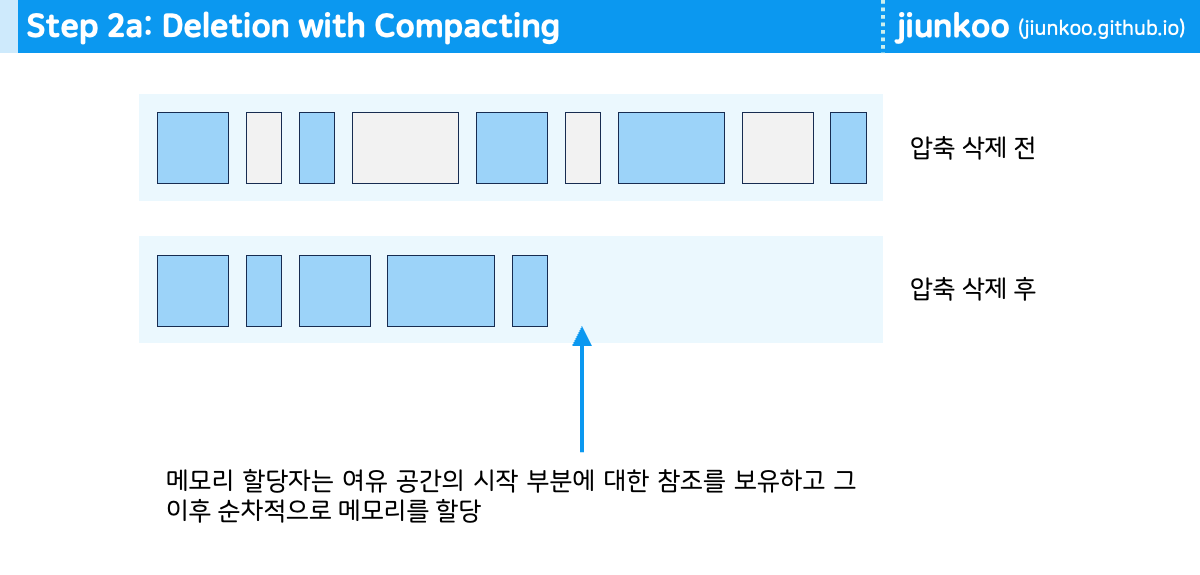 Step 2a: Deletion with Compacting
jiunkoo (jiunkoo.github.io)
압축 삭제 전
압축 삭제 후
메모리 할당자는 여유 공간의 시작 부분에 대한 참조를 보유하고 그
이후 순차적으로 메모리를 할당